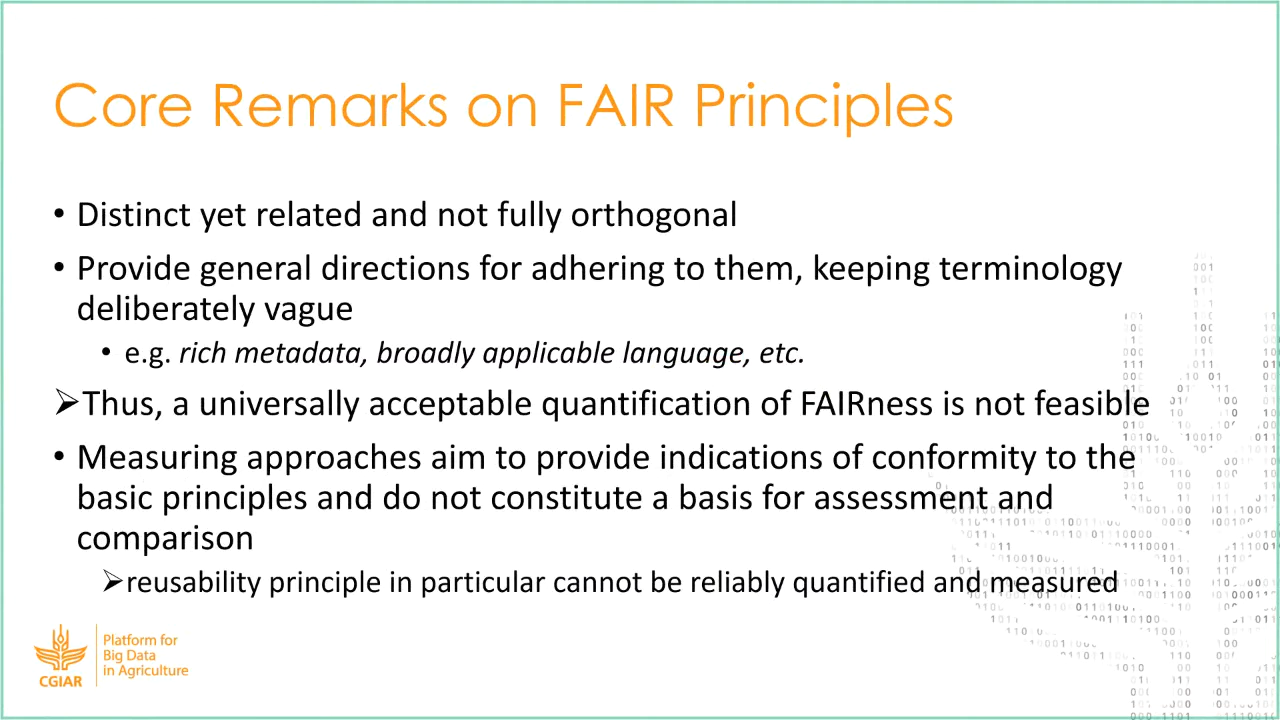 Core Remarks on FAIR Principles
• Distinct yet related and not fully orthogonal
• Provide general directions for adhering to them, keeping terminology
deliberately vague
• e.g. rich metadata, broadly applicable language, etc.
➢Thus, a universally acceptable quantification of FAIRness is not feasible
• Measuring approaches aim to provide indications of conformity to the
basic principles and do not constitute a basis for assessment and
comparison
➢reusability principle in particular cannot be reliably quantified and measured
CGIAR
Platform for
Big Data
in Agriculture